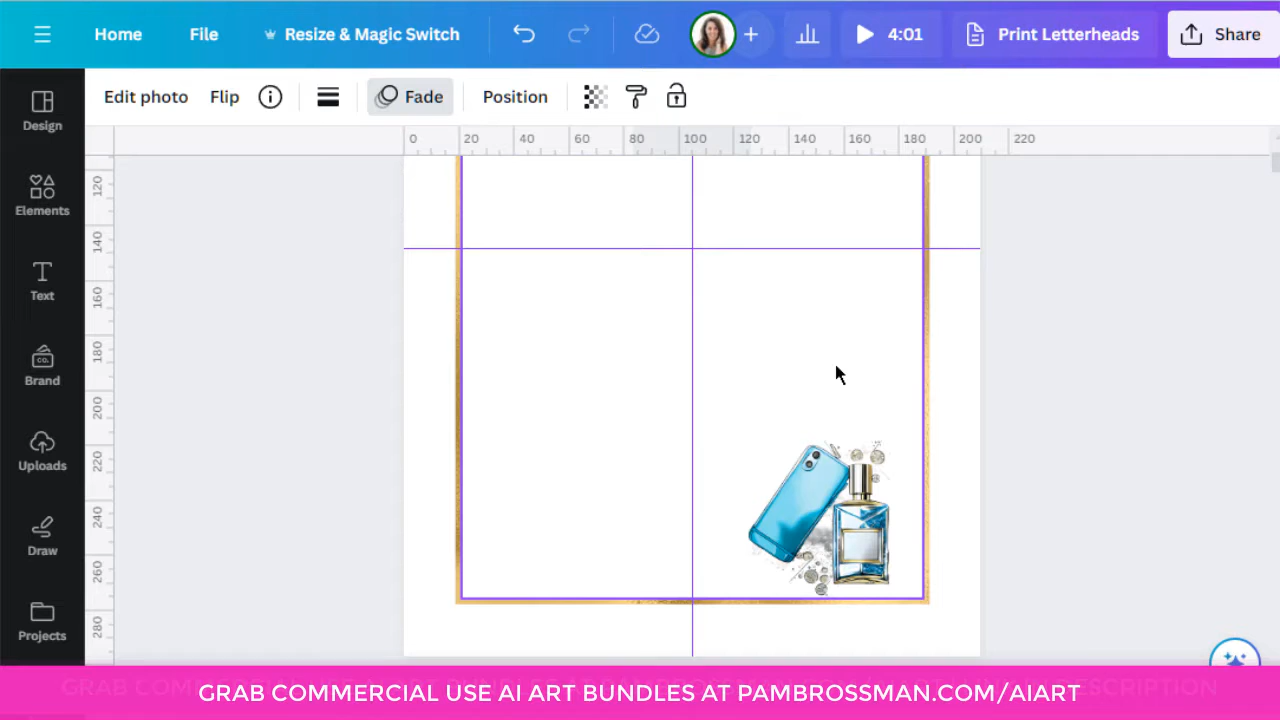 Home File Resize & Magic Switch 4:01 Print Letterheads Share
Edit photo Flip Fade Position
0 20 40 60 80 100 120 140 160 180 200 220
Design
Elements
Text
Brand
CO.
Uploads
Draw
Projects
120
140
160
180
200
220
240
260
280
GRAB COMMERCIAL USE AI ART BUNDLES AT PAMBROSSMAN.COM/AIART